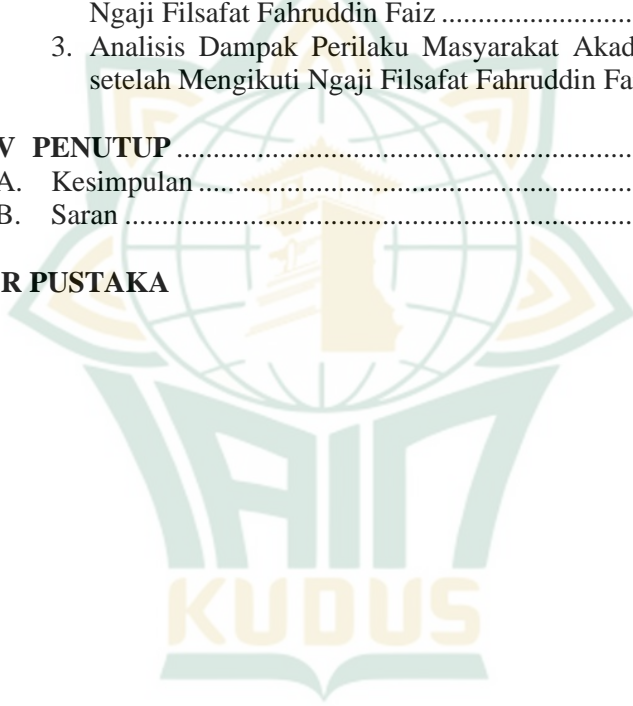 Ngaji Filsafat Fahruddin Faiz ..............................
3. Analisis Dampak Perilaku Masyarakat Akad
setelah Mengikuti Ngaji Filsafat Fahruddin Fa
V PENUTUP ..............................................................
A. Kesimpulan ..........................................................
B. Saran ....................................................................
R PUSTAKA
IAIN
KUDUS